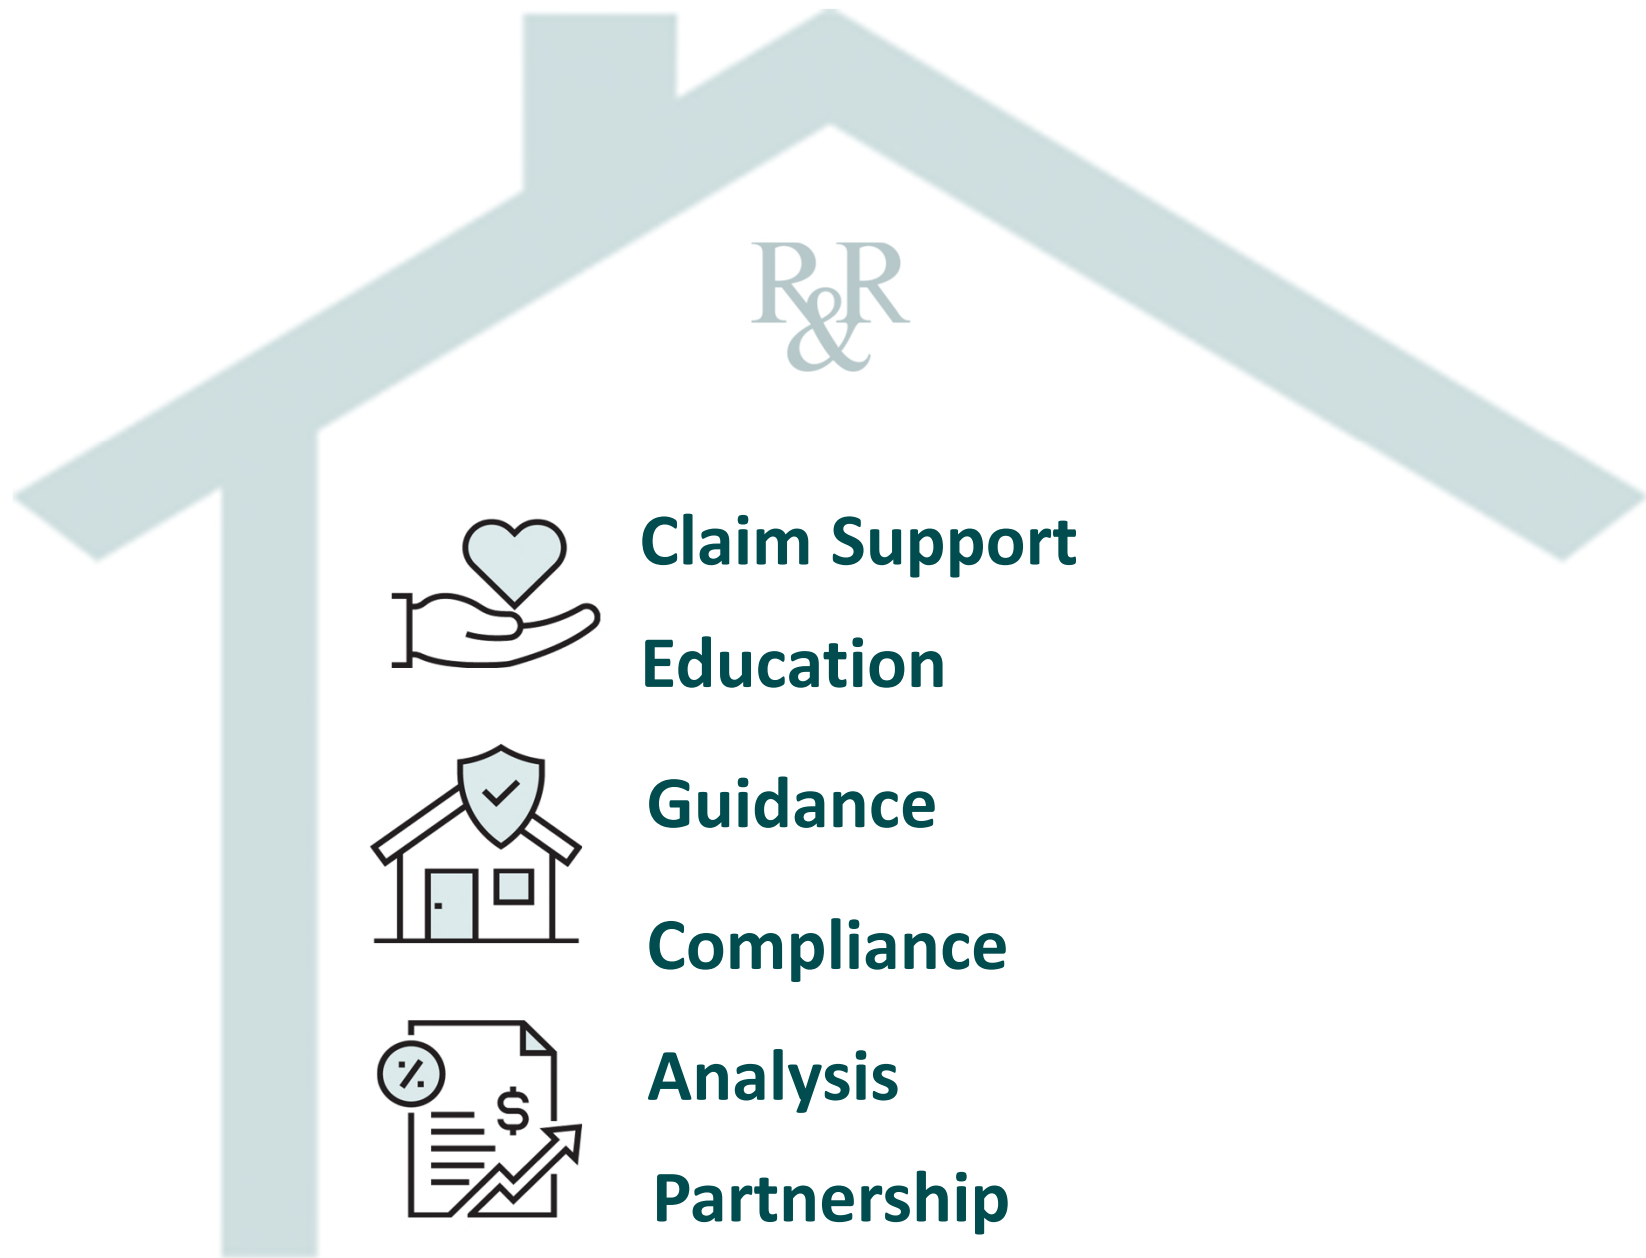 R&R
Claim Support
Education
Guidance
Compliance
%
$
Analysis
Partnership